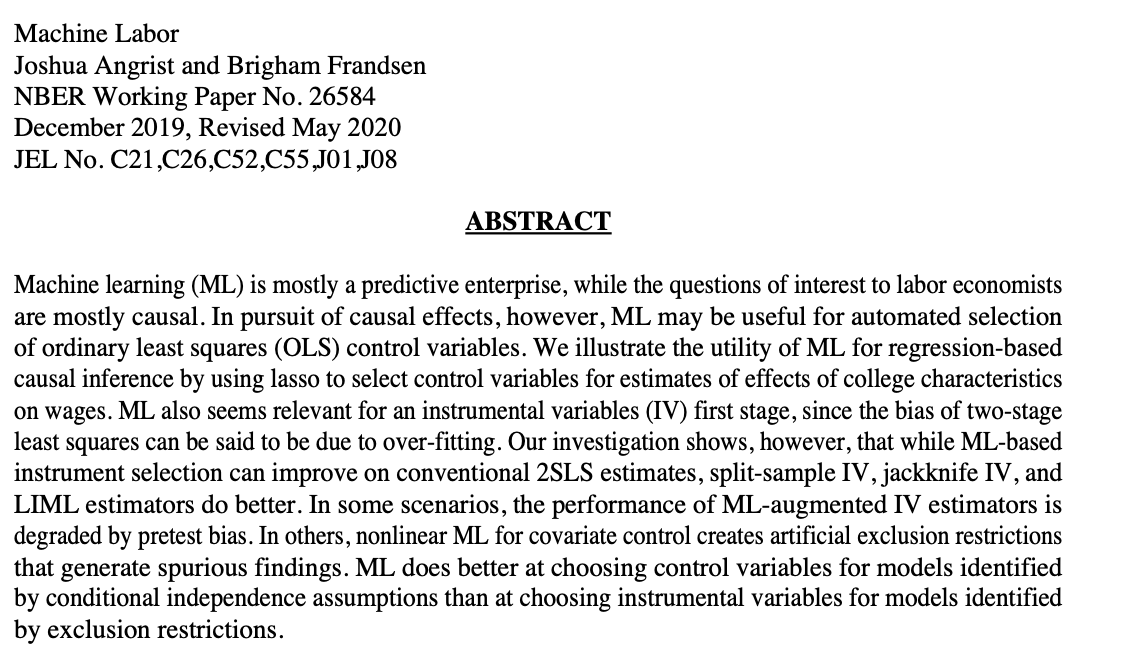 Machine Labor
Joshua Angrist and Brigham Frandsen
NBER Working Paper No. 26584
December 2019, Revised May 2020
JEL No. C21,C26,C52,C55,J01,J08
ABSTRACT
Machine learning (ML) is mostly a predictive enterprise, while the questions of interest to labor economists
are mostly causal. In pursuit of causal effects, however, ML may be useful for automated selection
of ordinary least squares (OLS) control variables. We illustrate the utility of ML for regression-based
causal inference by using lasso to select control variables for estimates of effects of college characteristics
on wages. ML also seems relevant for an instrumental variables (IV) first stage, since the bias of two-stage
least squares can be said to be due to over-fitting. Our investigation shows, however, that while ML-based
instrument selection can improve on conventional 2SLS estimates, split-sample IV, jackknife IV, and
LIML estimators do better. In some scenarios, the performance of ML-augmented IV estimators is
degraded by pretest bias. In others, nonlinear ML for covariate control creates artificial exclusion restrictions
that generate spurious findings. ML does better at choosing control variables for models identified
by conditional independence assumptions than at choosing instrumental variables for models identified
by exclusion restrictions.